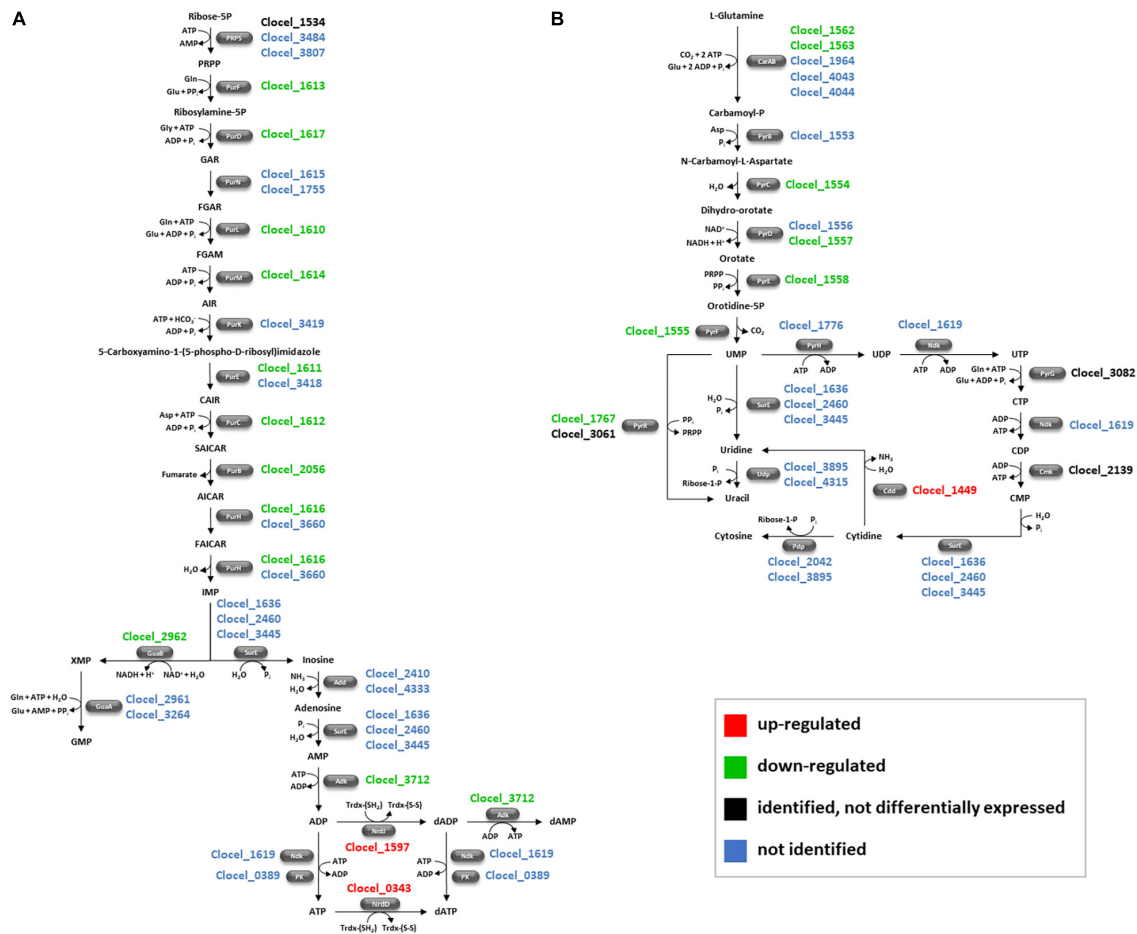 A
Ribose-5P
ATP
AMP
PRPS
Clocel_1534
Clocel_3484
Clocel_3807
PRPP
Gln
Glu + PPi
PurF
Clocel_1613
Ribosylamine-5P
Gly + ATP
ADP + Pi
PurD
Clocel_1617
GAR
PurN
Clocel_1615
Clocel_1755
FGAR
Gln + ATP
Glu + ADP + Pi
PurL
Clocel_1610
FGAM
ATP
ADP + Pi
PurM
Clocel_1614
AIR
ATP + HCO3-
ADP + Pi
PurK
Clocel_3419
5-Carboxyamino-1-(5-phospho-D-ribosyl)imidazole
PurE
Clocel_1611
Clocel_3418
CAIR
Asp + ATP
ADP + Pi
PurC
Clocel_1612
SAICAR
Fumarate
PurB
Clocel_2056
AICAR
PurH
Clocel_1616
Clocel_3660
FAICAR
H2O
PurH
Clocel_1616
Clocel_3660
IMP
Clocel_1636
Clocel_2460
Clocel_3445
Clocel_2962
GuaB
SurE
XMP
Inosine
NADH + H+
NAD+ + H2O
H2O
Pi
Gln + ATP + H2O
Glu + AMP + PPi
GuaA
Clocel_2961
Clocel_3264
GMP
NH3
H2O
Add
Clocel_2410
Clocel_4333
Adenosine
Pi
H2O
SurE
Clocel_1636
Clocel_2460
Clocel_3445
AMP
ATP
ADP
Adk
Clocel_3712
ADP
Trdx-(SH2)
Trdx-(S-S)
NrdJ
Clocel_1597
dADP
Clocel_3712
Adk
ADP
ATP
dAMP
Clocel_1619
Ndk
Clocel_0389
PK
ATP
ADP
ATP
ADP
Ndk
Clocel_1619
PK
Clocel_0389
Clocel_0343
NrdD
ATP
dATP
Trdx-(SH2)
Trdx-(S-S)
B
L-Glutamine
CO2 + 2 ATP
Glu + 2 ADP + Pi
CarAB
Clocel_1562
Clocel_1563
Clocel_1964
Clocel_4043
Clocel_4044
Carbamoyl-P
Asp
Pi
PyrB
Clocel_1553
N-Carbamoyl-L-Aspartate
H2O
PyrC
Clocel_1554
Dihydro-orotate
NAD+
NADH + H+
PyrD
Clocel_1556
Clocel_1557
Orotate
PRPP
PPi
PyrE
Clocel_1558
Orotidine-5P
Clocel_1555
PyrF
CO2
Clocel_1776
PyrH
Clocel_1619
Ndk
UMP
UDP
UTP
ATP
ADP
ATP
ADP
Gln + ATP
Glu + ADP + Pi
PyrG
Clocel_3082
CTP
H2O
Pi
SurE
Clocel_1636
Clocel_2460
Clocel_3445
Clocel_1767
Clocel_3061
PyrR
PPi
PRPP
ADP
ATP
Ndk
Clocel_1619
Uridine
CDP
Pi
Ribose-1-P
Udp
Clocel_3895
Clocel_4315
NH3
H2O
Cdd
Clocel_1449
ADP
ATP
Cmk
Clocel_2139
Uracil
CMP
H2O
Pi
Ribose-1-P
Pi
Cytosine
Pdp
Cytidine
SurE
Clocel_2042
Clocel_3895
Clocel_1636
Clocel_2460
Clocel_3445
up-regulated
down-regulated
identified, not differentially expressed
not identified